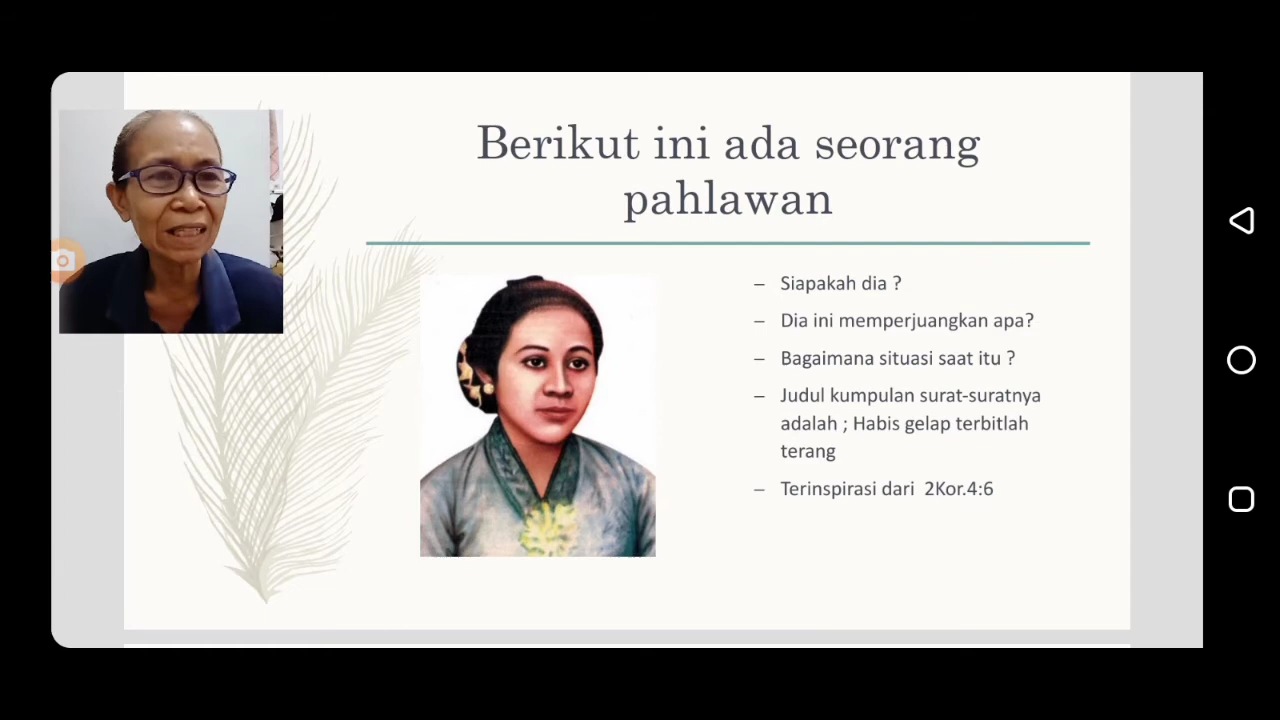 Berikut ini ada seorang
pahlawan
– Siapakah dia ?
– Dia ini memperjuangkan apa?
– Bagaimana situasi saat itu ?
– Judul kumpulan surat-suratnya
adalah ; Habis gelap terbitlah
terang
– Terinspirasi dari 2Kor.4:6